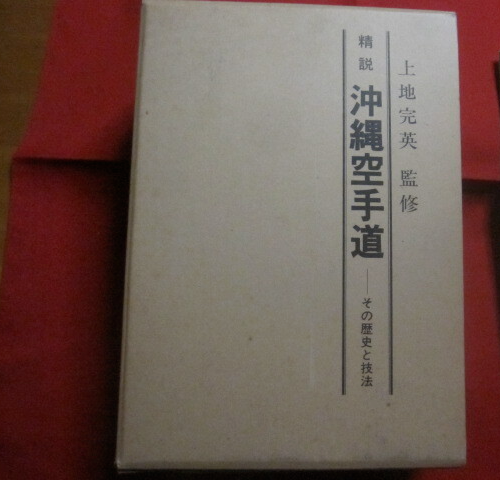 上地完英 監修
精説
沖縄空手道
――その歴史と技法